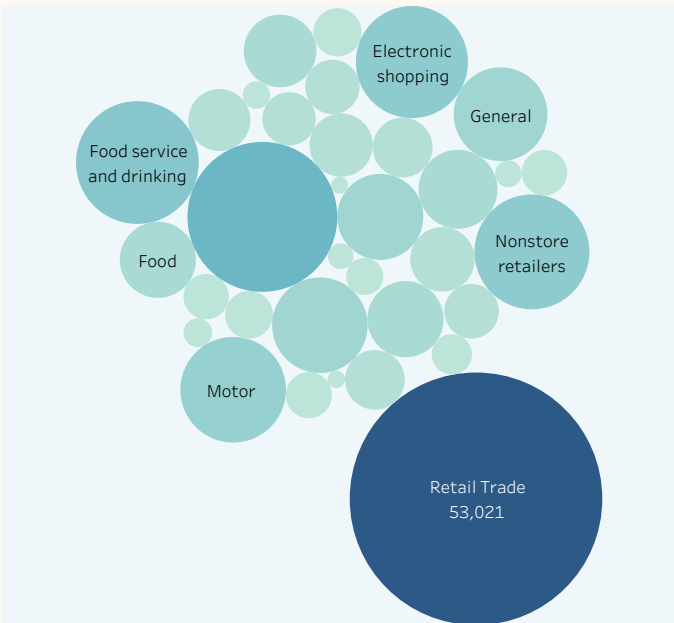 Electronic
shopping
General
Food service
and drinking
Nonstore
retailers
Food
Motor
Retail Trade
53,021